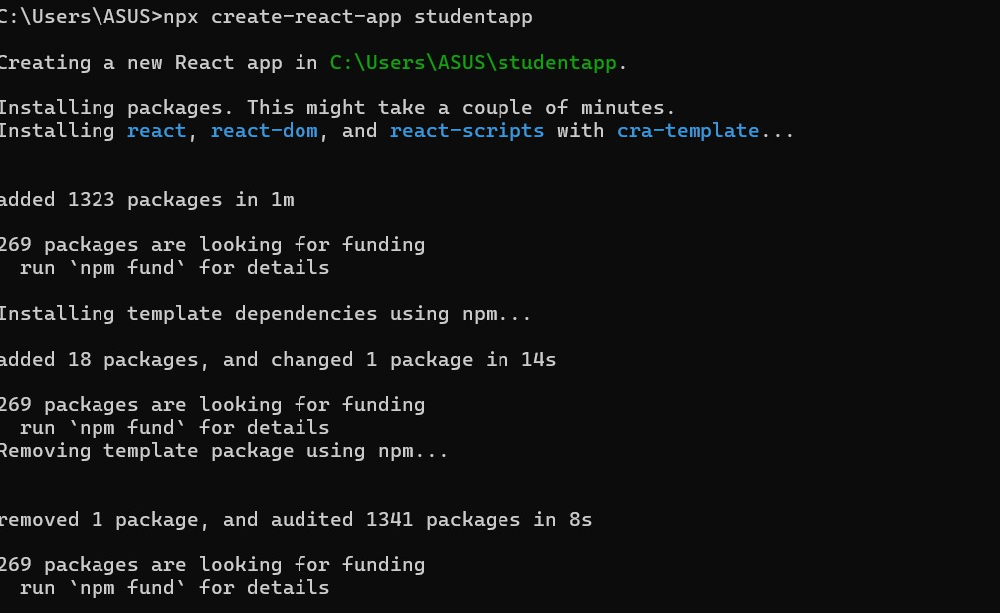 C:\Users\ASUS>npx create-react-app studentapp
Creating a new React app in C:\Users\ASUS\studentapp.
Installing packages. This might take a couple of minutes.
Installing react, react-dom, and react-scripts with cra-template...
added 1323 packages in 1m
269 packages are looking for funding
  run `npm fund` for details
Installing template dependencies using npm...
added 18 packages, and changed 1 package in 14s
269 packages are looking for funding
  run `npm fund` for details
Removing template package using npm...
removed 1 package, and audited 1341 packages in 8s
269 packages are looking for funding
  run `npm fund` for details